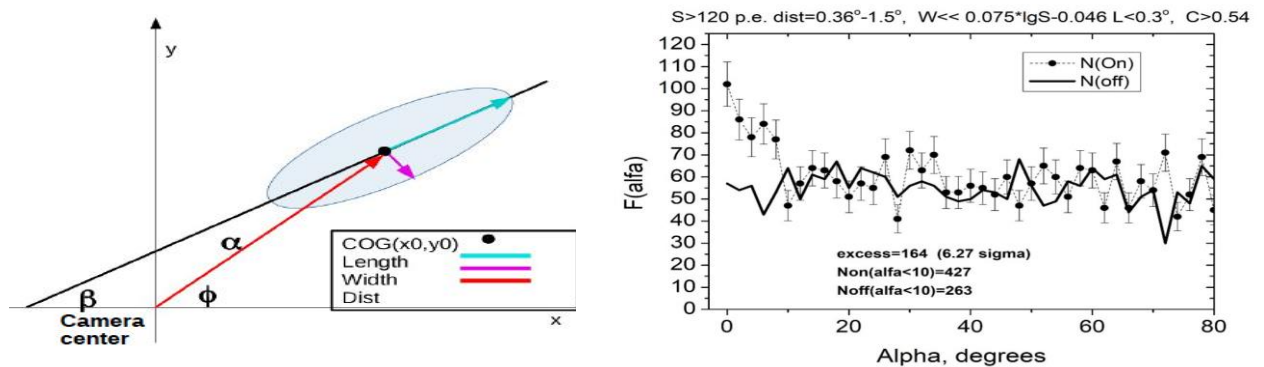 y
α
β
ϕ
Camera
center
x
COG(x0,y0)
Length
Width
Dist
S>120 p.e. dist=0.36°-1.5°, W<< 0.075*lgS-0.046 L<0.3°, C>0.54
N(On)
N(off)
F(alfa)
120
110
100
90
80
70
60
50
40
30
20
10
0
excess=164 (6.27 sigma)
Non(alfa<10)=427
Noff(alfa<10)=263
0
20
40
60
80
Alpha, degrees